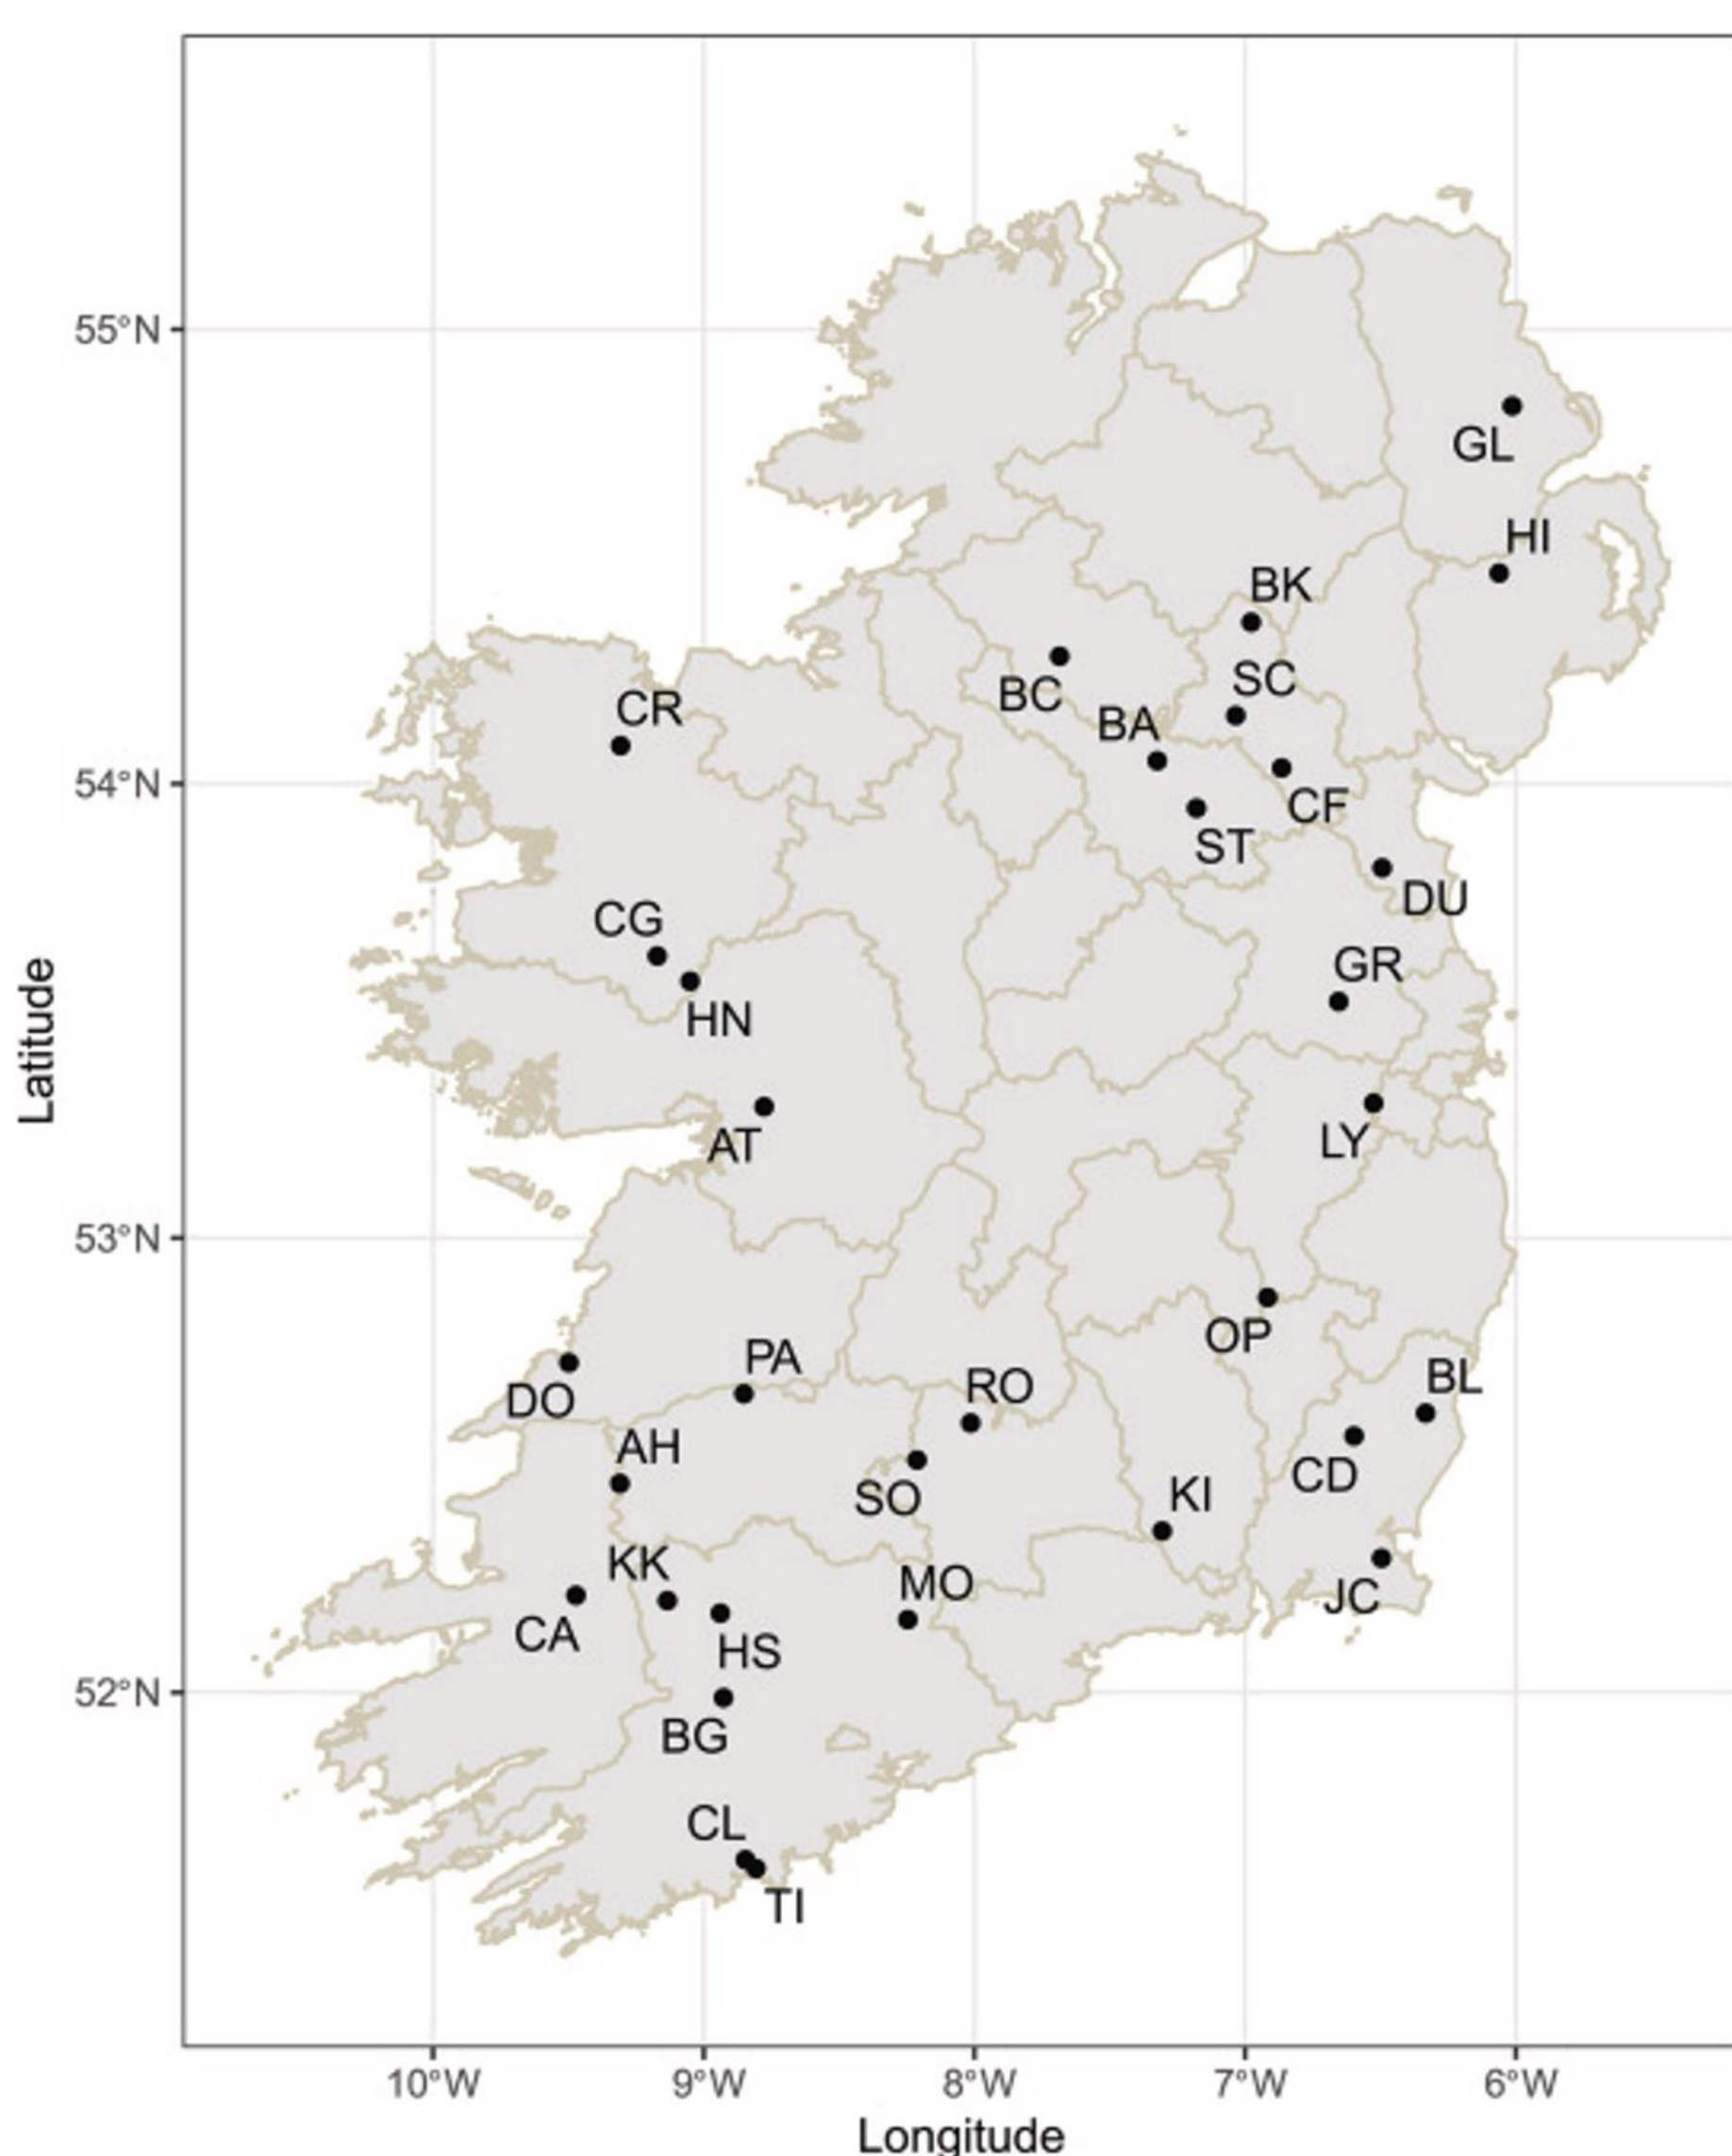 55°N
GL
HI
BK
BC
SC
CR
BA
54°N
CF
ST
DU
CG
GR
HN
AT
LY
53°N
OP
PA
DO
RO
BL
AH
CD
SO
KI
KK
MO
JC
CA
HS
52°N
BG
CL
TI
Latitude
10°W
9°W
8°W
7°W
6°W
Longitude